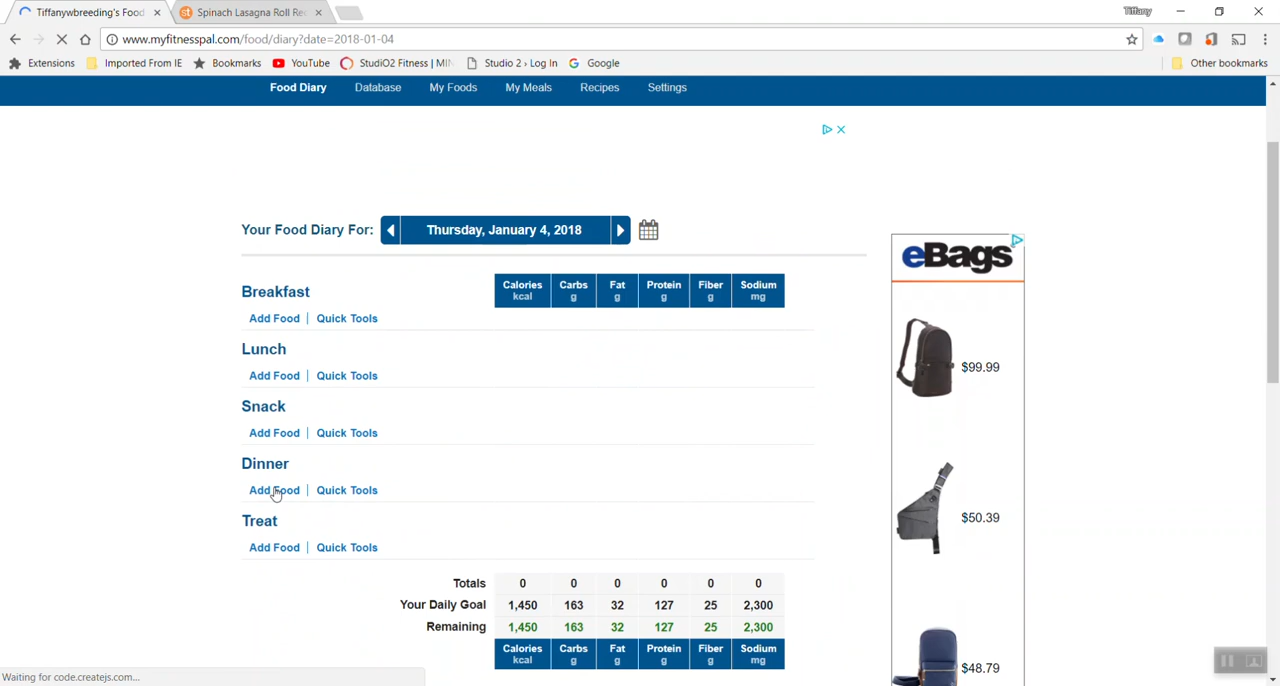 Tiffanywbreeding's Food
Spinach Lasagna Roll Re
Tiffany
www.myfitnesspal.com/food/diary?date=2018-01-04
Extensions
Imported From IE
Bookmarks
YouTube
StudiO2 Fitness | MIN
Studio 2 › Log In
Google
Other bookmarks
Food Diary
Database
My Foods
My Meals
Recipes
Settings
Your Food Diary For:
Thursday, January 4, 2018
Breakfast
Calories kcal
Carbs g
Fat g
Protein g
Fiber g
Sodium mg
Add Food | Quick Tools
Lunch
Add Food | Quick Tools
Snack
Add Food | Quick Tools
Dinner
Add Food | Quick Tools
Treat
Add Food | Quick Tools
Totals 0 0 0 0 0 0
Your Daily Goal 1,450 163 32 127 25 2,300
Remaining 1,450 163 32 127 25 2,300
Calories kcal
Carbs g
Fat g
Protein g
Fiber g
Sodium mg
eBags
$99.99
$50.39
$48.79
Waiting for code.createjs.com...